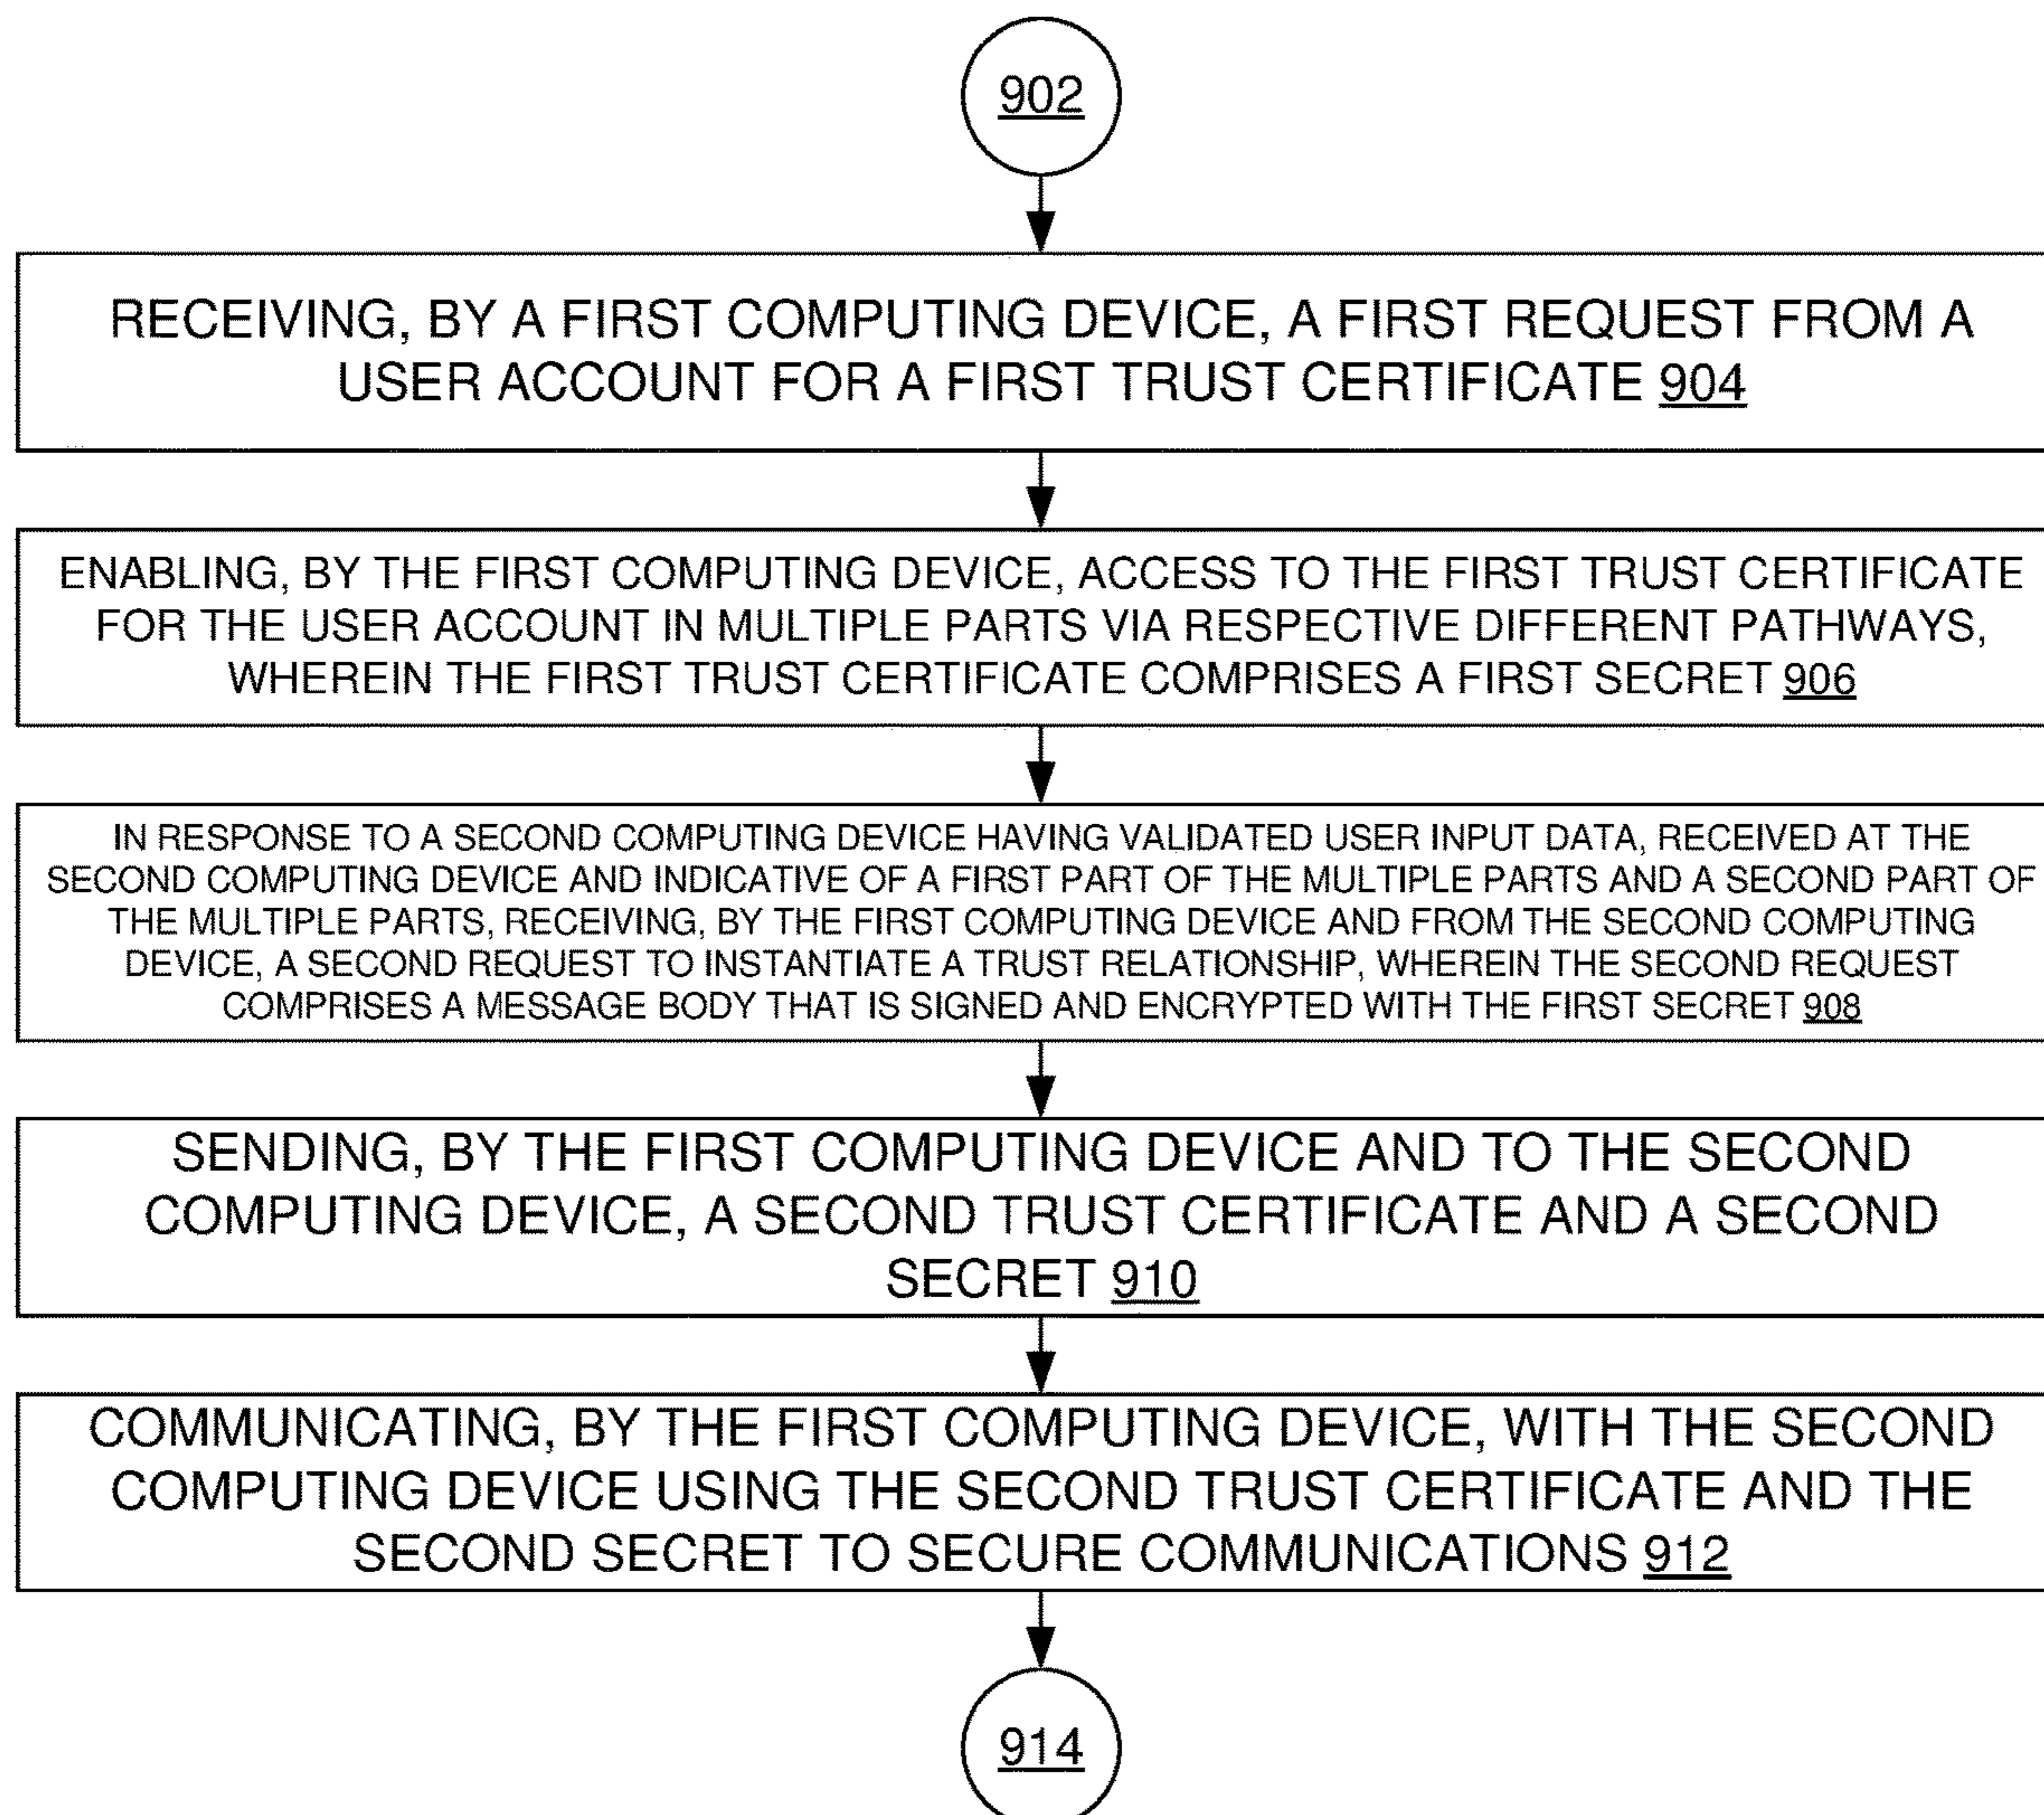 902
RECEIVING, BY A FIRST COMPUTING DEVICE, A FIRST REQUEST FROM A
USER ACCOUNT FOR A FIRST TRUST CERTIFICATE 904
ENABLING, BY THE FIRST COMPUTING DEVICE, ACCESS TO THE FIRST TRUST CERTIFICATE
FOR THE USER ACCOUNT IN MULTIPLE PARTS VIA RESPECTIVE DIFFERENT PATHWAYS,
WHEREIN THE FIRST TRUST CERTIFICATE COMPRISES A FIRST SECRET 906
IN RESPONSE TO A SECOND COMPUTING DEVICE HAVING VALIDATED USER INPUT DATA, RECEIVED AT THE
SECOND COMPUTING DEVICE AND INDICATIVE OF A FIRST PART OF THE MULTIPLE PARTS AND A SECOND PART OF
THE MULTIPLE PARTS, RECEIVING, BY THE FIRST COMPUTING DEVICE AND FROM THE SECOND COMPUTING
DEVICE, A SECOND REQUEST TO INSTANTIATE A TRUST RELATIONSHIP, WHEREIN THE SECOND REQUEST
COMPRISES A MESSAGE BODY THAT IS SIGNED AND ENCRYPTED WITH THE FIRST SECRET 908
SENDING, BY THE FIRST COMPUTING DEVICE AND TO THE SECOND
COMPUTING DEVICE, A SECOND TRUST CERTIFICATE AND A SECOND
SECRET 910
COMMUNICATING, BY THE FIRST COMPUTING DEVICE, WITH THE SECOND
COMPUTING DEVICE USING THE SECOND TRUST CERTIFICATE AND THE
SECOND SECRET TO SECURE COMMUNICATIONS 912
914